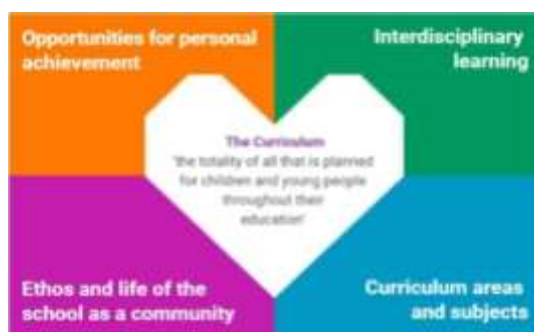 Opportunities for personal
achievement
Interdisciplinary
learning
The Curriculum
'the totality of all that is planned
for children and young people
throughout their
education'
Ethos and life of the
school as a community
Curriculum areas
and subjects